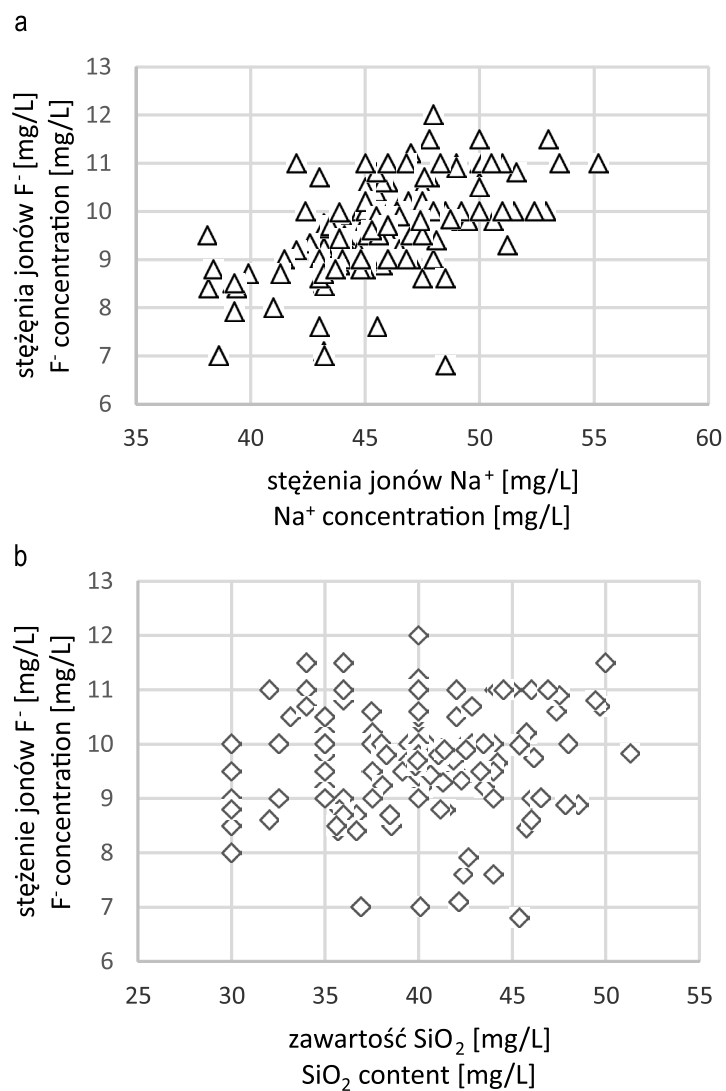 a
13
12
11
10
9
8
7
6
35 40 45 50 55 60
stężęnia jonów F⁻ [mg/L]
F⁻ concentration [mg/L]
stężenia jonów Na⁺ [mg/L]
Na⁺ concentration [mg/L]
b
13
12
11
10
9
8
7
6
25 30 35 40 45 50 55
stężenie jonów F⁻ [mg/L]
F⁻ concentration [mg/L]
zawartość SiO₂ [mg/L]
SiO₂ content [mg/L]